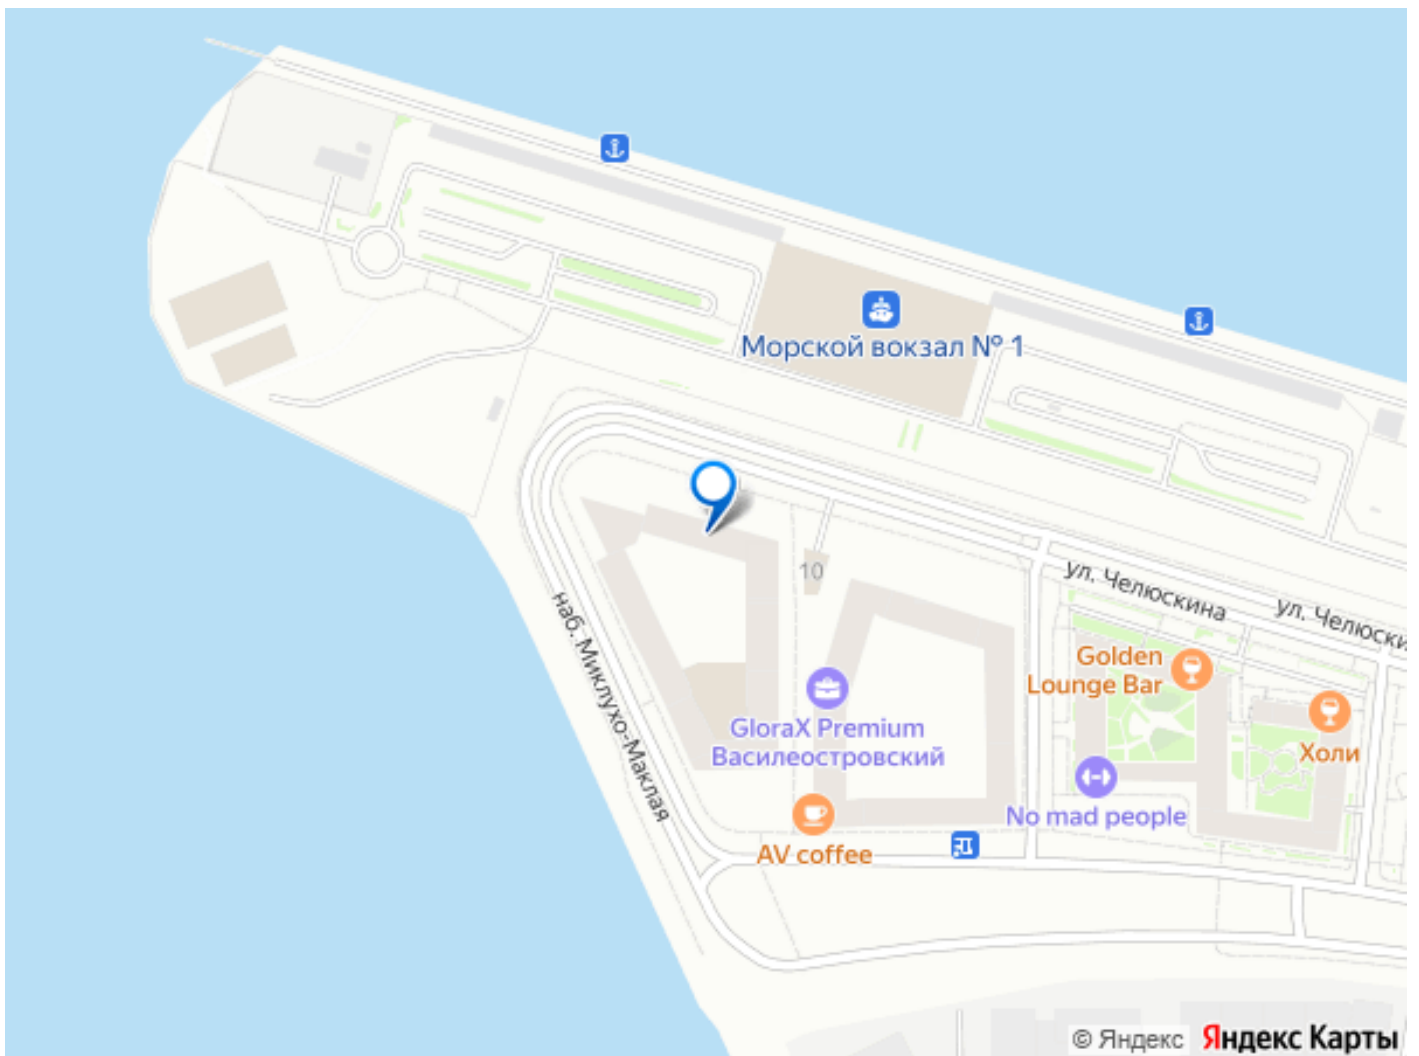 Морской вокзал № 1
10
ул. Челюскина
ул. Челюски
наб. Миклухо-Маклая
Golden
Lounge Bar
GloraX Premium
Василеостровский
Холи
No mad people
AV coffee
© Яндекс Яндекс Карты